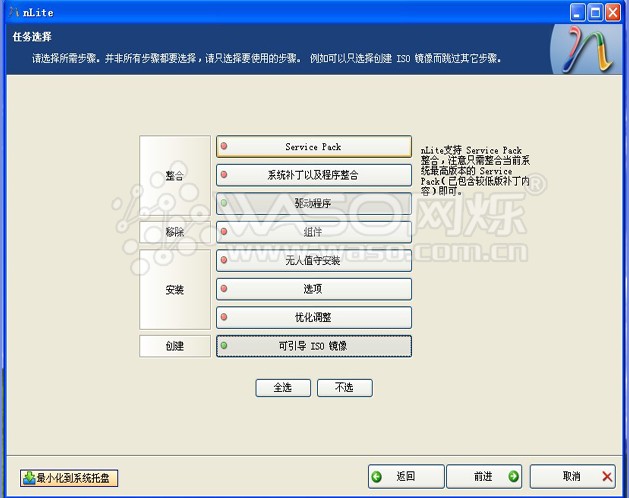 nLite
任务选择
请选择所需步骤。并非所有步骤都要选择，请只选择要使用的步骤。 例如可以只选择创建 ISO 镜像而跳过其它步骤。
整合
Service Pack
系统补丁以及程序整合
驱动程序
nLite支持 Service Pack
整合，注意只需整合当前系
统最高版本的 Service
Pack(已包含较低版补丁内
容)即可。
移除
组件
安装
无人值守安装
选项
优化调整
创建
可引导 ISO 镜像
全选
不选
WASO网烁®
www.waso.com.cn
最小化到系统托盘
返回
前进
取消